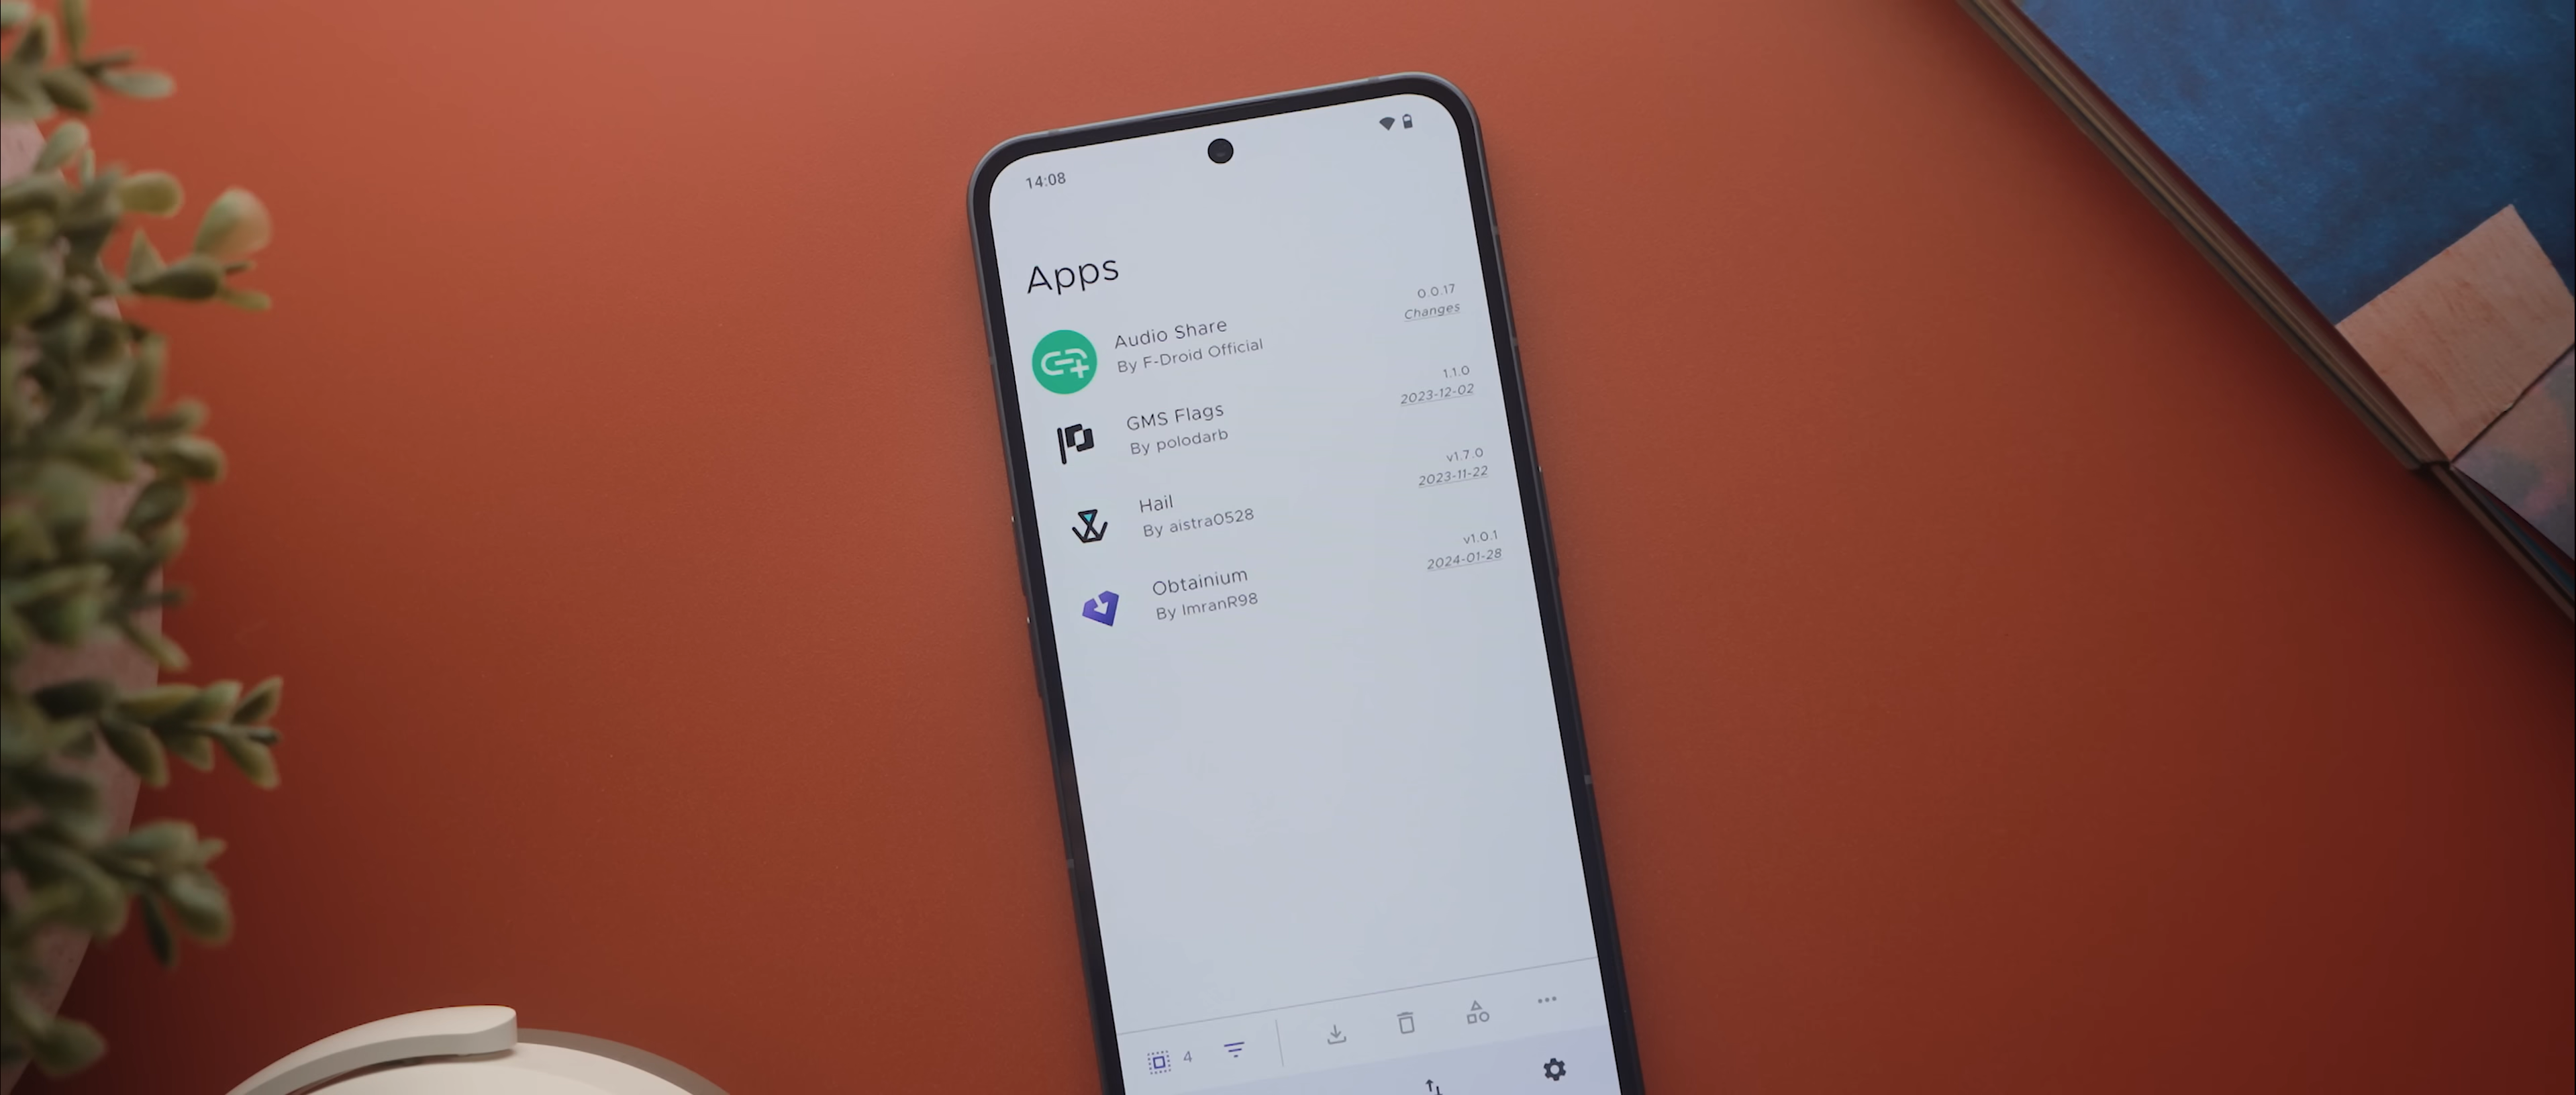 14:08
Apps
Audio Share
By F-Droid Official
0.0.17
Changes
GMS Flags
By polodarb
1.1.0
2023-12-02
Hail
By aistra0528
v1.7.0
2023-11-22
Obtainium
By ImranR98
v1.0.1
2024-01-28
4